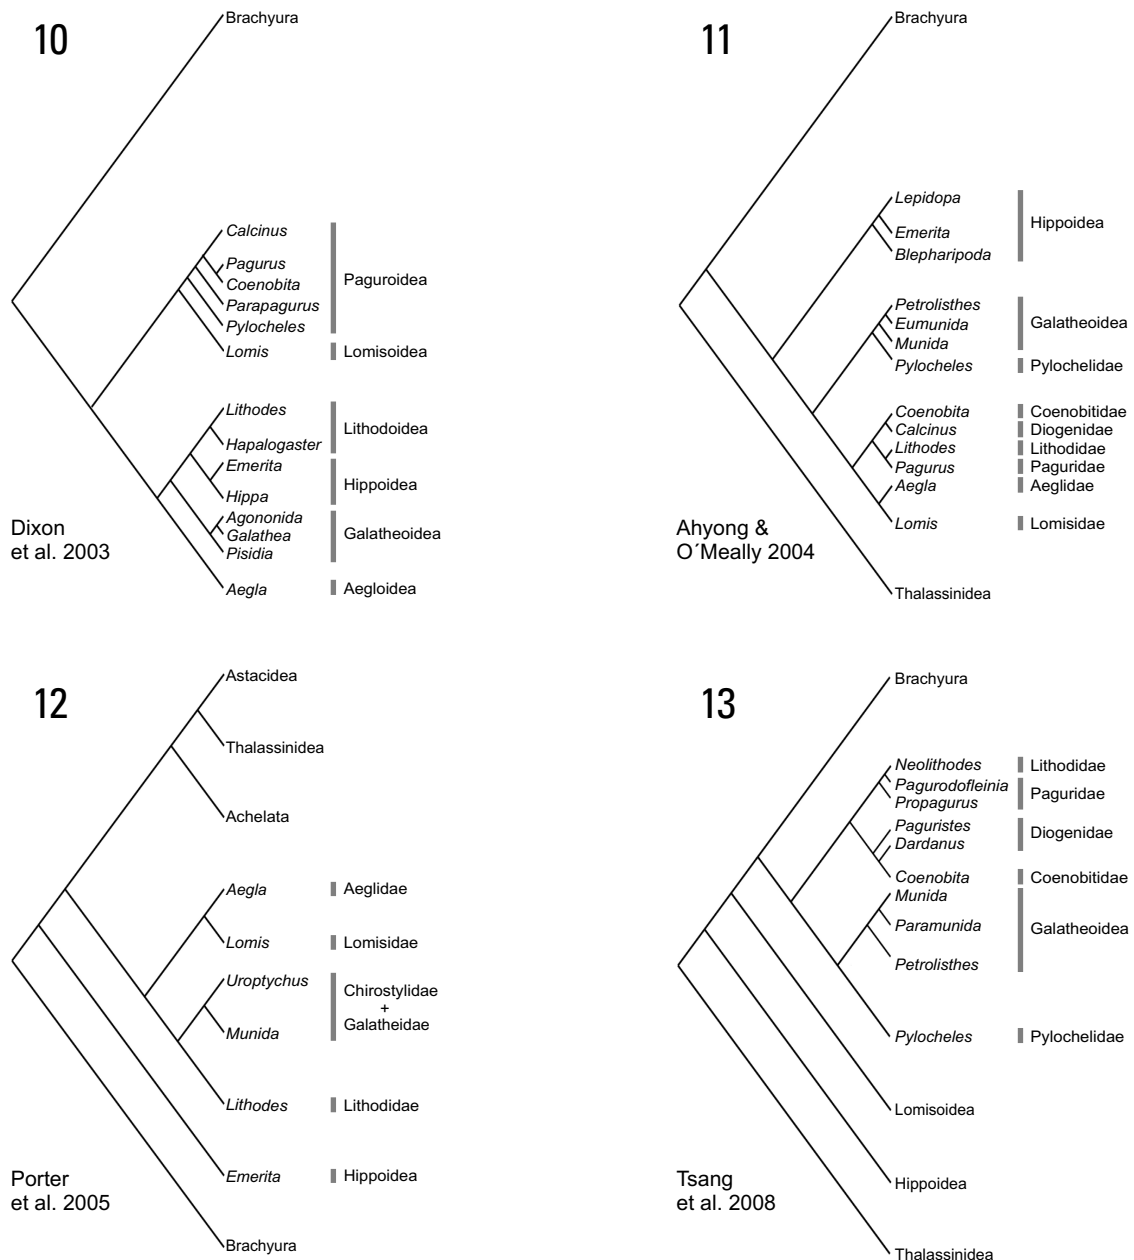 10
Brachyura
Calcinus
Pagurus
Coenobita
Parapagurus
Pylocheles
Paguroidea
Lomis
Lomisoidea
Lithodes
Hapalogaster
Lithodoidea
Emerita
Hippa
Hippoidea
Agononida
Galathea
Pisidia
Galatheoidea
Aegla
Aegloidea
Dixon
et al. 2003
11
Brachyura
Lepidopa
Emerita
Blepharipoda
Hippoidea
Petrolisthes
Eumunida
Munida
Galatheoidea
Pylocheles
Pylochelidae
Coenobita
Coenobitidae
Calcinus
Diogenidae
Lithodes
Lithodidae
Pagurus
Paguridae
Aegla
Aeglidae
Lomis
Lomisidae
Thalassinidea
Ahyong &
O´Meally 2004
12
Astacidea
Thalassinidea
Achelata
Aegla
Aeglidae
Lomis
Lomisidae
Uroptychus
Munida
Chirostylidae
+
Galatheidae
Lithodes
Lithodidae
Emerita
Hippoidea
Brachyura
Porter
et al. 2005
13
Brachyura
Neolithodes
Lithodidae
Pagurodofleinia
Propagurus
Paguridae
Paguristes
Dardanus
Diogenidae
Coenobita
Coenobitidae
Munida
Paramunida
Petrolisthes
Galatheoidea
Pylocheles
Pylochelidae
Lomisoidea
Hippoidea
Thalassinidea
Tsang
et al. 2008